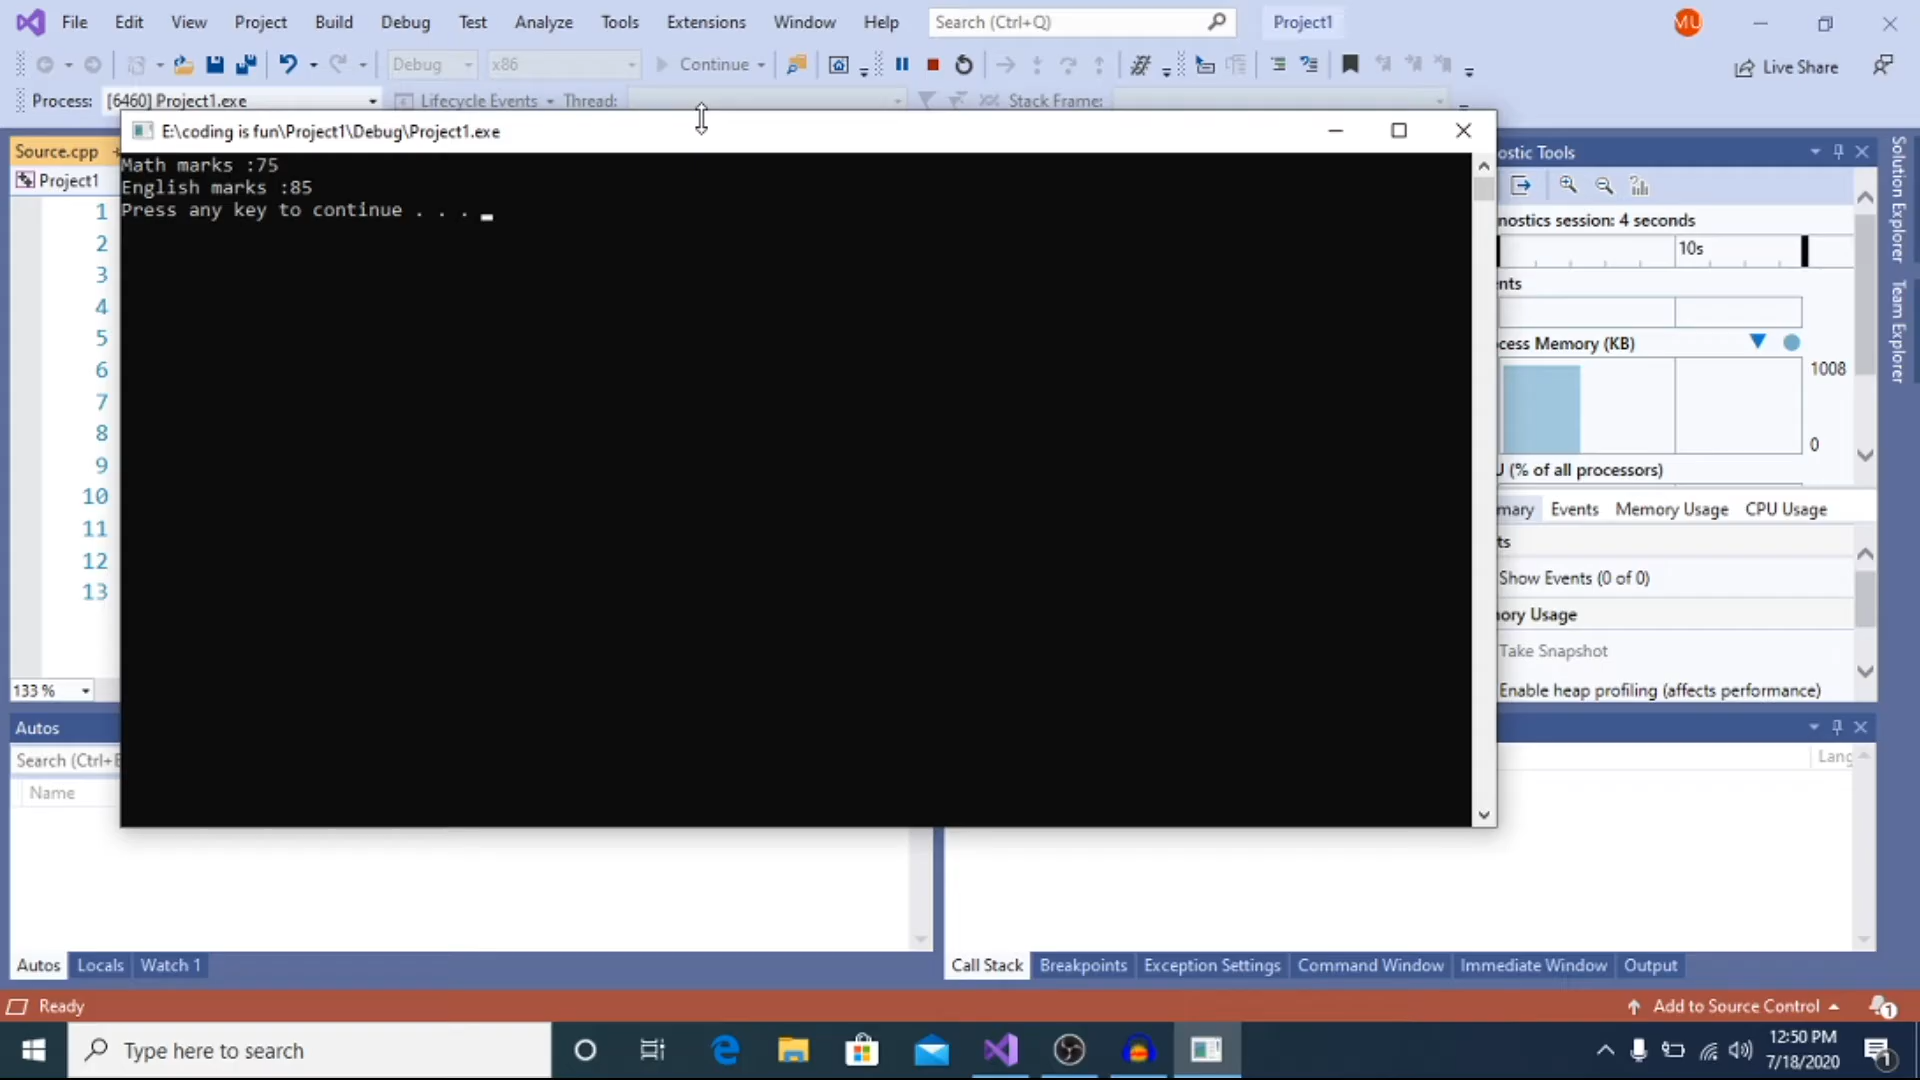 File Edit View Project Build Debug Test Analyze Tools Extensions Window Help Search (Ctrl+Q) Project1 MU
Debug x86 Continue Live Share
Process: [6460] Project1.exe Lifecycle Events Thread: Stack Frame:
E:\coding is fun\Project1\Debug\Project1.exe
Math marks :75
English marks :85
Press any key to continue . . .
Source.cpp
Project1
1
2
3
4
5
6
7
8
9
10
11
12
13
133 %
ostic Tools
nostics session: 4 seconds
10s
nts
cess Memory (KB)
1008
0
(% of all processors)
mary Events Memory Usage CPU Usage
ts
Show Events (0 of 0)
ory Usage
Take Snapshot
Enable heap profiling (affects performance)
Solution Explorer
Team Explorer
Autos
Search (Ctrl+E
Name
Lang
Autos Locals Watch 1
Call Stack Breakpoints Exception Settings Command Window Immediate Window Output
Ready
Add to Source Control 1
Type here to search
12:50 PM
7/18/2020
1